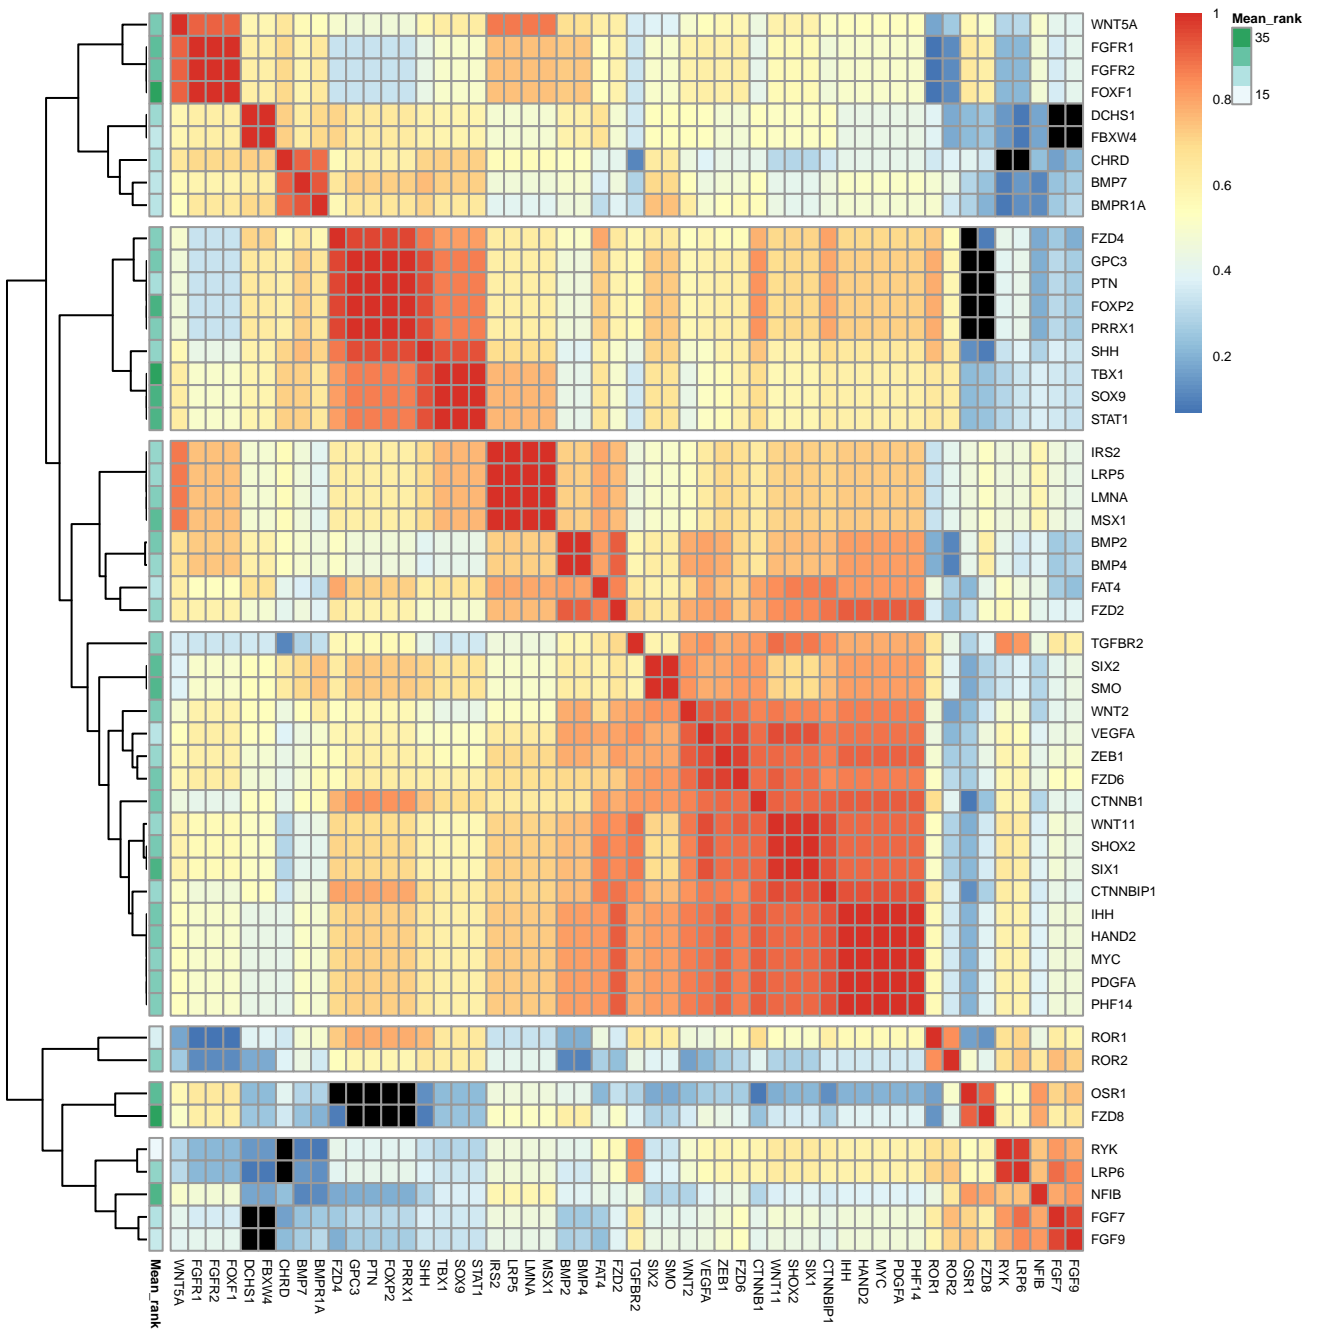 1
0.8
0.6
0.4
0.2
Mean_rank
35
15
WNT5A
FGFR1
FGFR2
FOXF1
DCHS1
FBXW4
CHRD
BMP7
BMPR1A
FZD4
GPC3
PTN
FOXP2
PRRX1
SHH
TBX1
SOX9
STAT1
IRS2
LRP5
LMNA
MSX1
BMP2
BMP4
FAT4
FZD2
TGFBR2
SIX2
SMO
WNT2
VEGFA
ZEB1
FZD6
CTNNB1
WNT11
SHOX2
SIX1
CTNNBIP1
IHH
HAND2
MYC
PDGFA
PHF14
ROR1
ROR2
OSR1
FZD8
RYK
LRP6
NFIB
FGF7
FGF9
Mean_rank
WNT5A
FGFR1
FGFR2
FOXF1
DCHS1
FBXW4
CHRD
BMP7
BMPR1A
FZD4
GPC3
PTN
FOXP2
PRRX1
SHH
TBX1
SOX9
STAT1
IRS2
LRP5
LMNA
MSX1
BMP2
BMP4
FAT4
FZD2
TGFBR2
SIX2
SMO
WNT2
VEGFA
ZEB1
FZD6
CTNNB1
WNT11
SHOX2
SIX1
CTNNBIP1
IHH
HAND2
MYC
PDGFA
PHF14
ROR1
ROR2
OSR1
FZD8
RYK
LRP6
NFIB
FGF7
FGF9